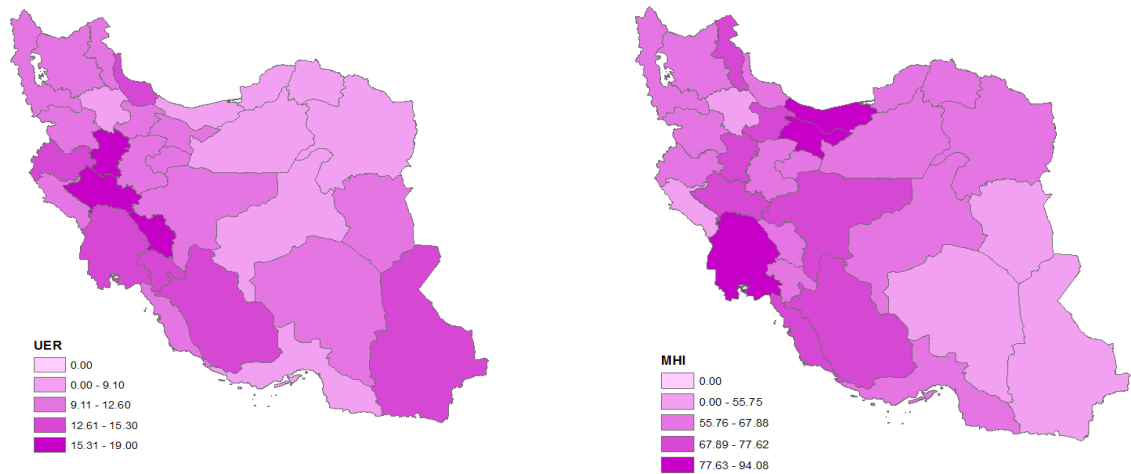 UER
0.00
0.00 - 9.10
9.11 - 12.60
12.61 - 15.30
15.31 - 19.00
MHI
0.00
0.00 - 55.75
55.76 - 67.88
67.89 - 77.62
77.63 - 94.08